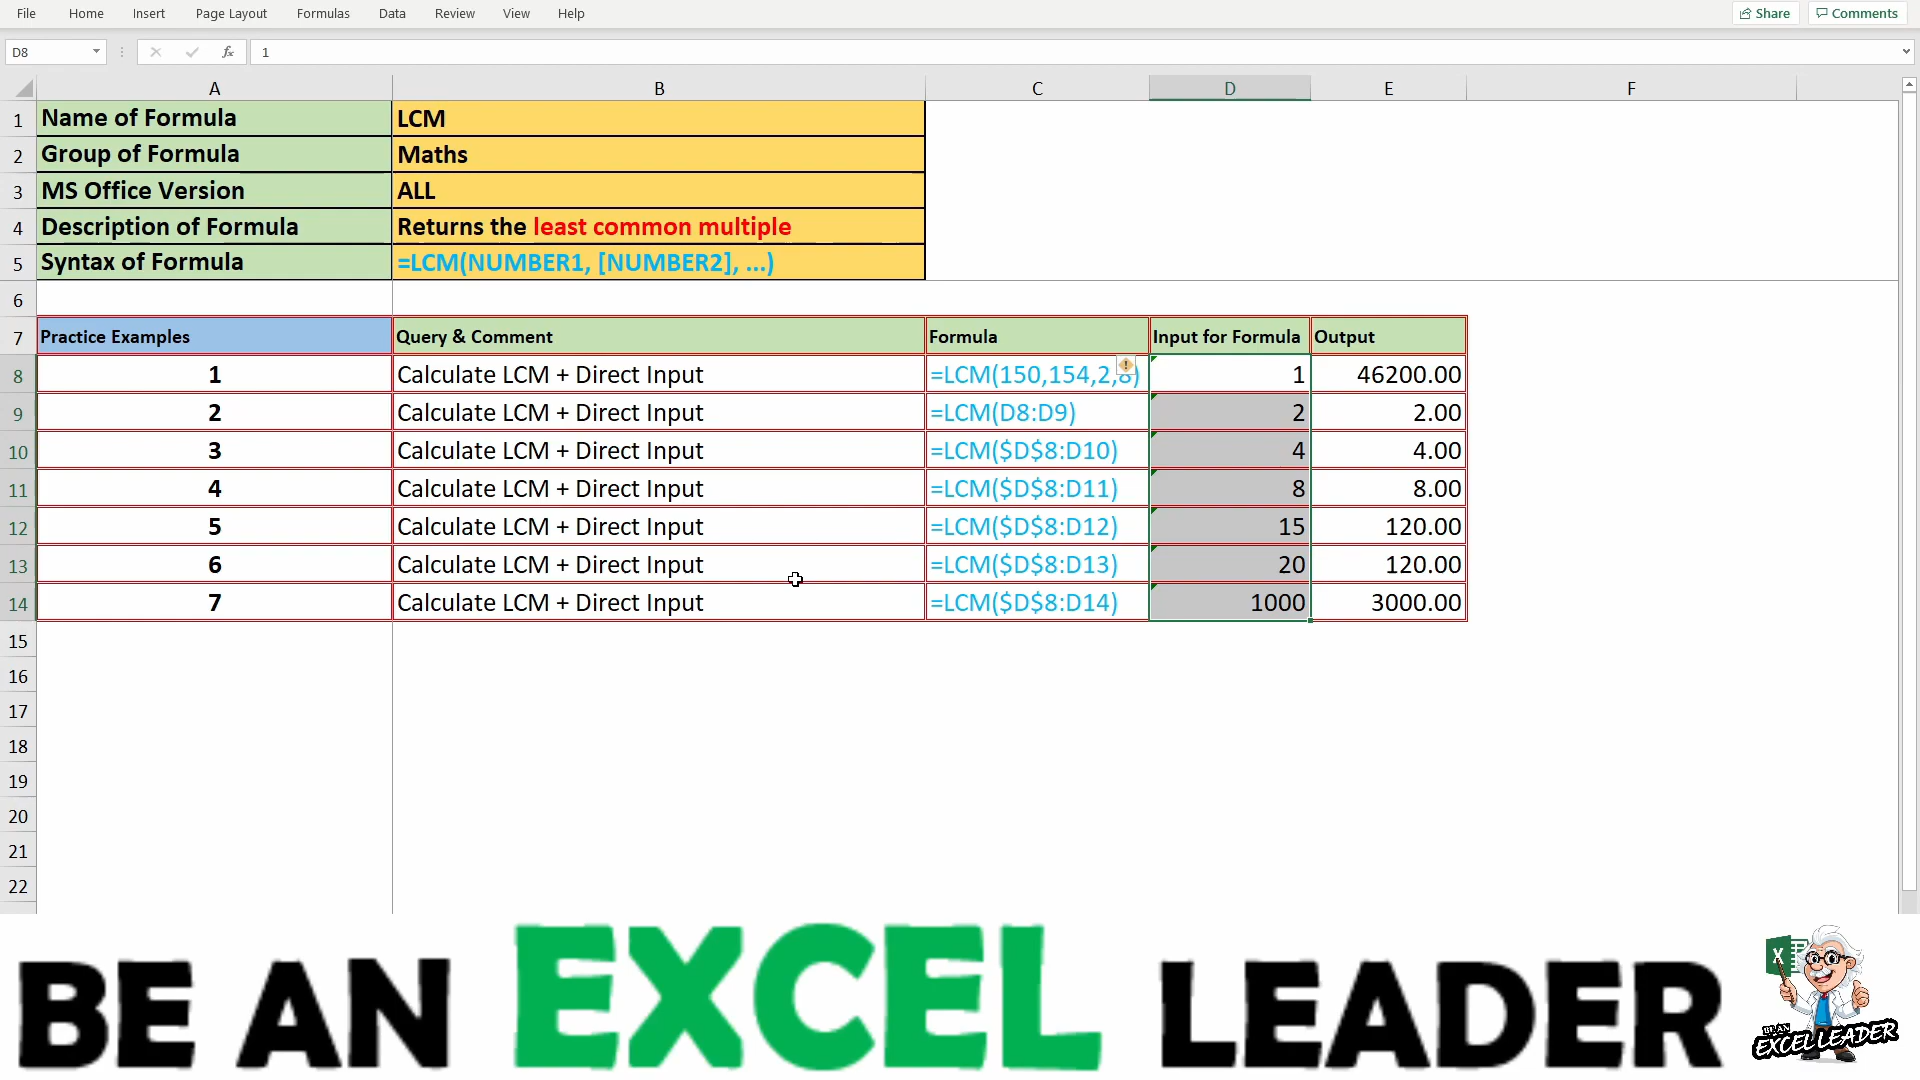 File Home Insert Page Layout Formulas Data Review View Help Share Comments
D8 fx 1
A B C D E F
1 Name of Formula LCM
2 Group of Formula Maths
3 MS Office Version ALL
4 Description of Formula Returns the least common multiple
5 Syntax of Formula =LCM(NUMBER1, [NUMBER2], ...)
6
7 Practice Examples Query & Comment Formula Input for Formula Output
8 1 Calculate LCM + Direct Input =LCM(150,154,2,8) 1 46200.00
9 2 Calculate LCM + Direct Input =LCM(D8:D9) 2 2.00
10 3 Calculate LCM + Direct Input =LCM($D$8:D10) 4 4.00
11 4 Calculate LCM + Direct Input =LCM($D$8:D11) 8 8.00
12 5 Calculate LCM + Direct Input =LCM($D$8:D12) 15 120.00
13 6 Calculate LCM + Direct Input =LCM($D$8:D13) 20 120.00
14 7 Calculate LCM + Direct Input =LCM($D$8:D14) 1000 3000.00
15
16
17
18
19
20
21
22
BE AN EXCEL LEADER
X
BE AN
EXCEL LEADER